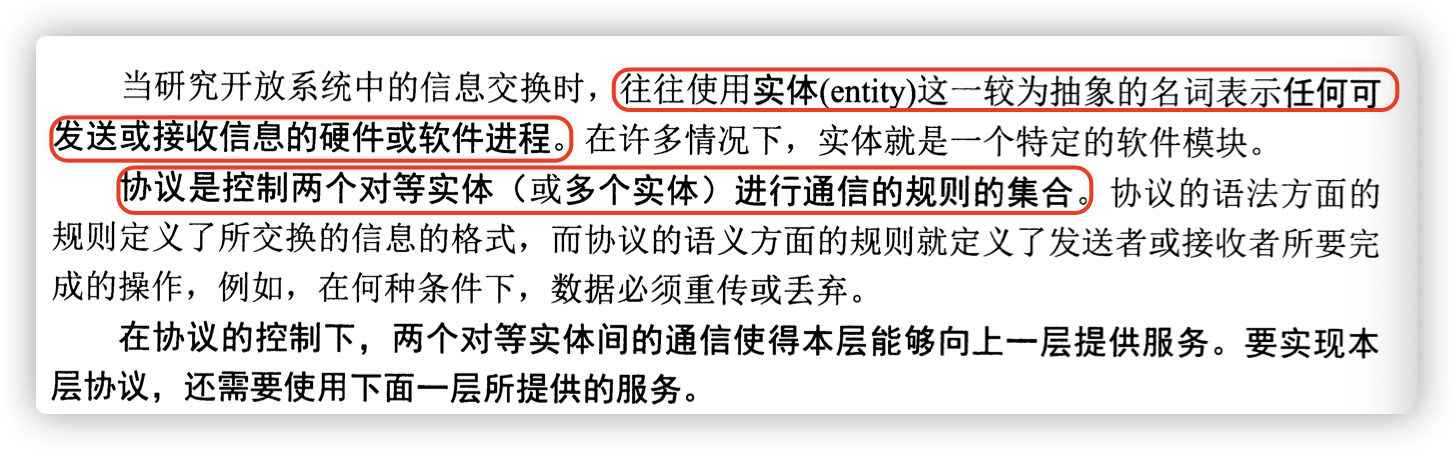 当研究开放系统中的信息交换时，往往使用实体(entity)这一较为抽象的名词表示任何可
发送或接收信息的硬件或软件进程。在许多情况下，实体就是一个特定的软件模块。
协议是控制两个对等实体（或多个实体）进行通信的规则的集合。协议的语法方面的
规则定义了所交换的信息的格式，而协议的语义方面的规则就定义了发送者或接收者所要完
成的操作，例如，在何种条件下，数据必须重传或丢弃。
在协议的控制下，两个对等实体间的通信使得本层能够向上一层提供服务。要实现本
层协议，还需要使用下面一层所提供的服务。